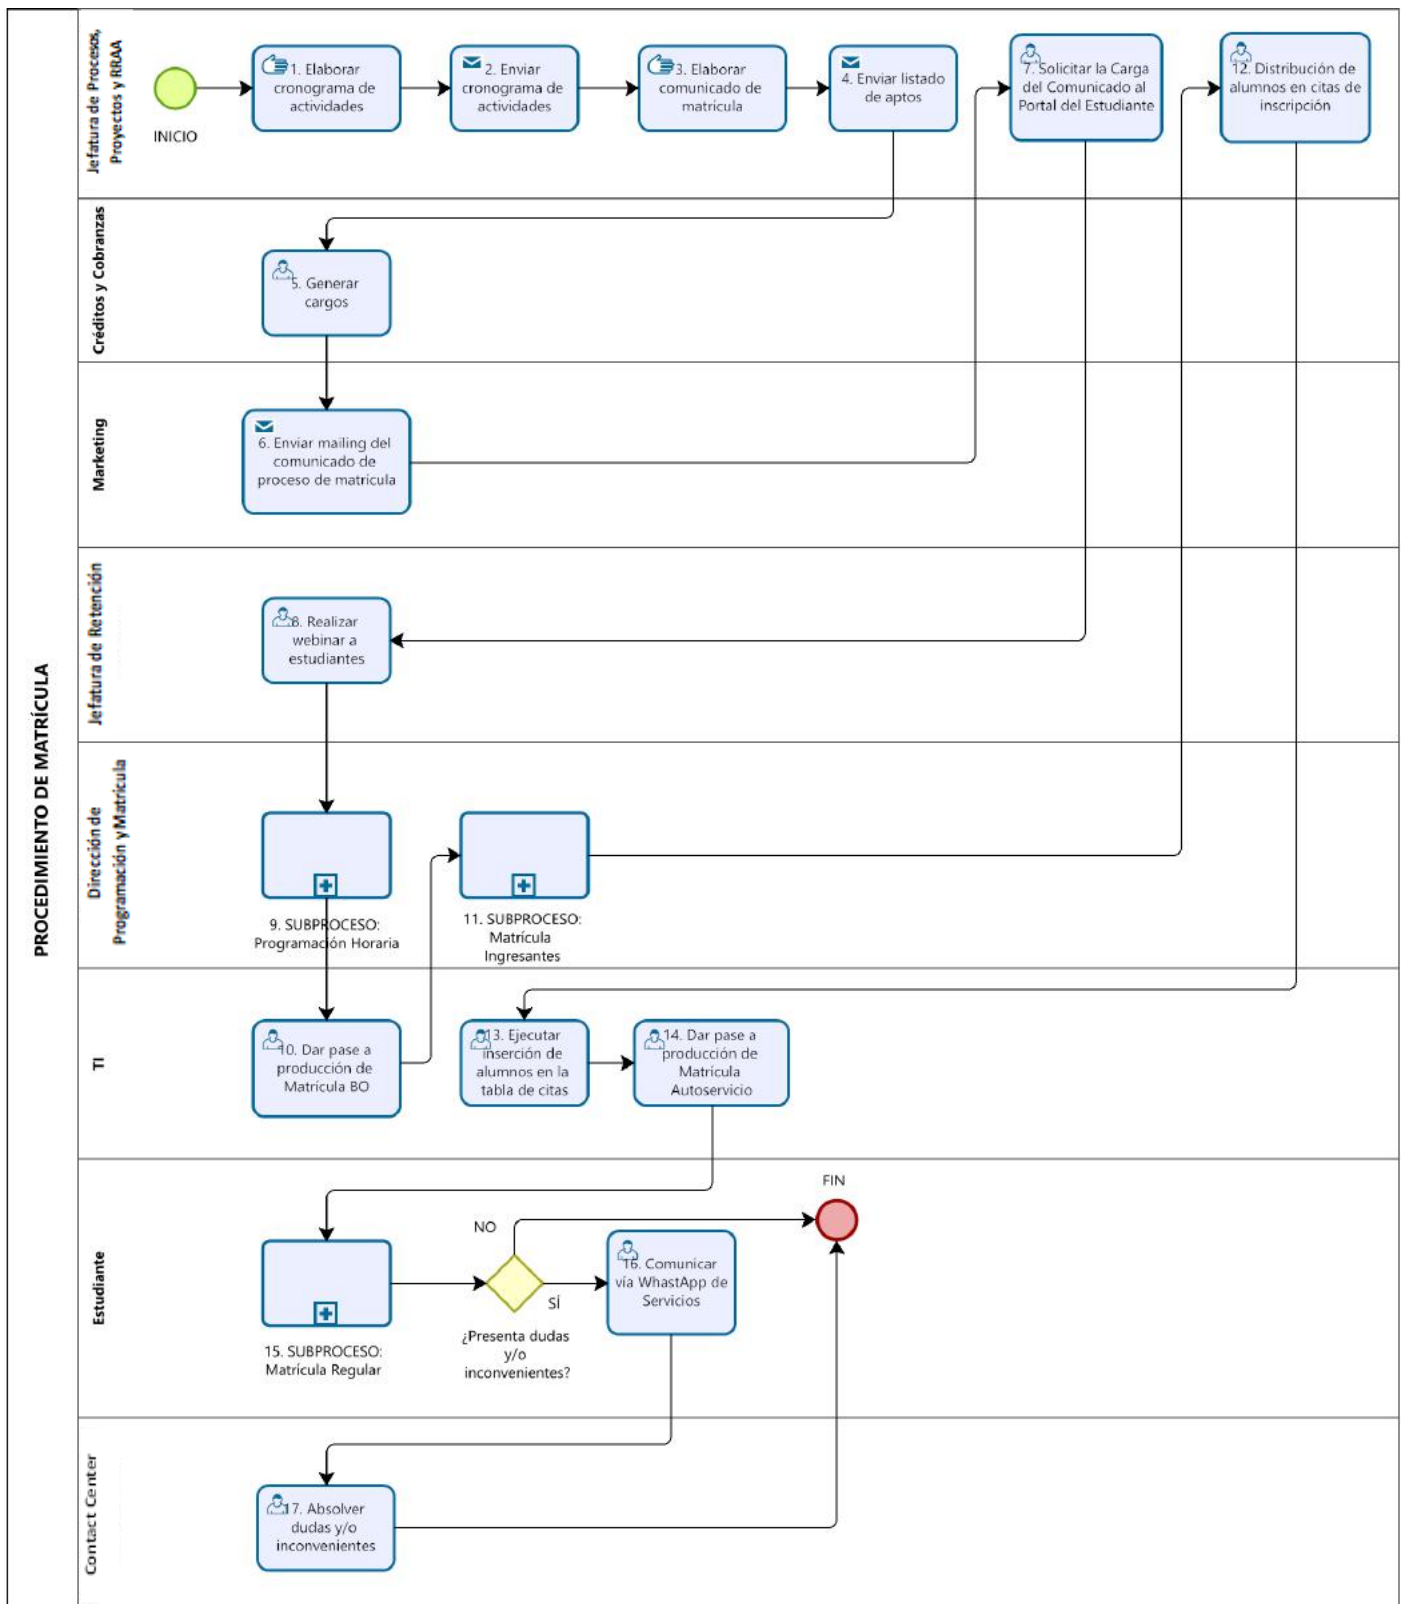 PROCEDIMIENTO DE MATRÍCULA
Jefatura de Procesos,
Proyectos y RRAA
INICIO
1. Elaborar
cronograma de
actividades
2. Enviar
cronograma de
actividades
3. Elaborar
comunicado de
matrícula
4. Enviar listado
de aptos
7. Solicitar la Carga
del Comunicado al
Portal del Estudiante
12. Distribución de
alumnos en citas de
inscripción
Créditos y Cobranzas
5. Generar
cargos
Marketing
6. Enviar mailing del
comunicado de
proceso de matrícula
Jefatura de Retención
8. Realizar
webinar a
estudiantes
Dirección de
Programación y Matrícula
9. SUBPROCESO:
Programación Horaria
11. SUBPROCESO:
Matrícula
Ingresantes
TI
10. Dar pase a
producción de
Matrícula BO
13. Ejecutar
inserción de
alumnos en la
tabla de citas
14. Dar pase a
producción de
Matrícula
Autoservicio
Estudiante
15. SUBPROCESO:
Matrícula Regular
NO
SÍ
¿Presenta dudas
y/o
inconvenientes?
16. Comunicar
vía WhastApp de
Servicios
FIN
Contact Center
17. Absolver
dudas y/o
inconvenientes